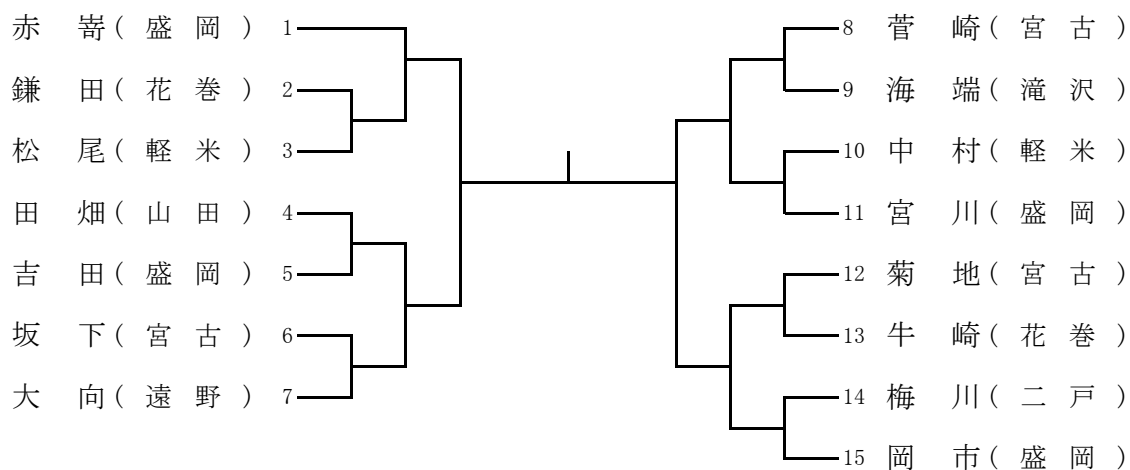 赤 嵜 ( 盛 岡 ) 1
鎌 田 ( 花 巻 ) 2
松 尾 ( 軽 米 ) 3
田 畑 ( 山 田 ) 4
吉 田 ( 盛 岡 ) 5
坂 下 ( 宮 古 ) 6
大 向 ( 遠 野 ) 7
8 菅 崎 ( 宮 古 )
9 海 端 ( 滝 沢 )
10 中 村 ( 軽 米 )
11 宮 川 ( 盛 岡 )
12 菊 地 ( 宮 古 )
13 牛 崎 ( 花 巻 )
14 梅 川 ( 二 戸 )
15 岡 市 ( 盛 岡 )